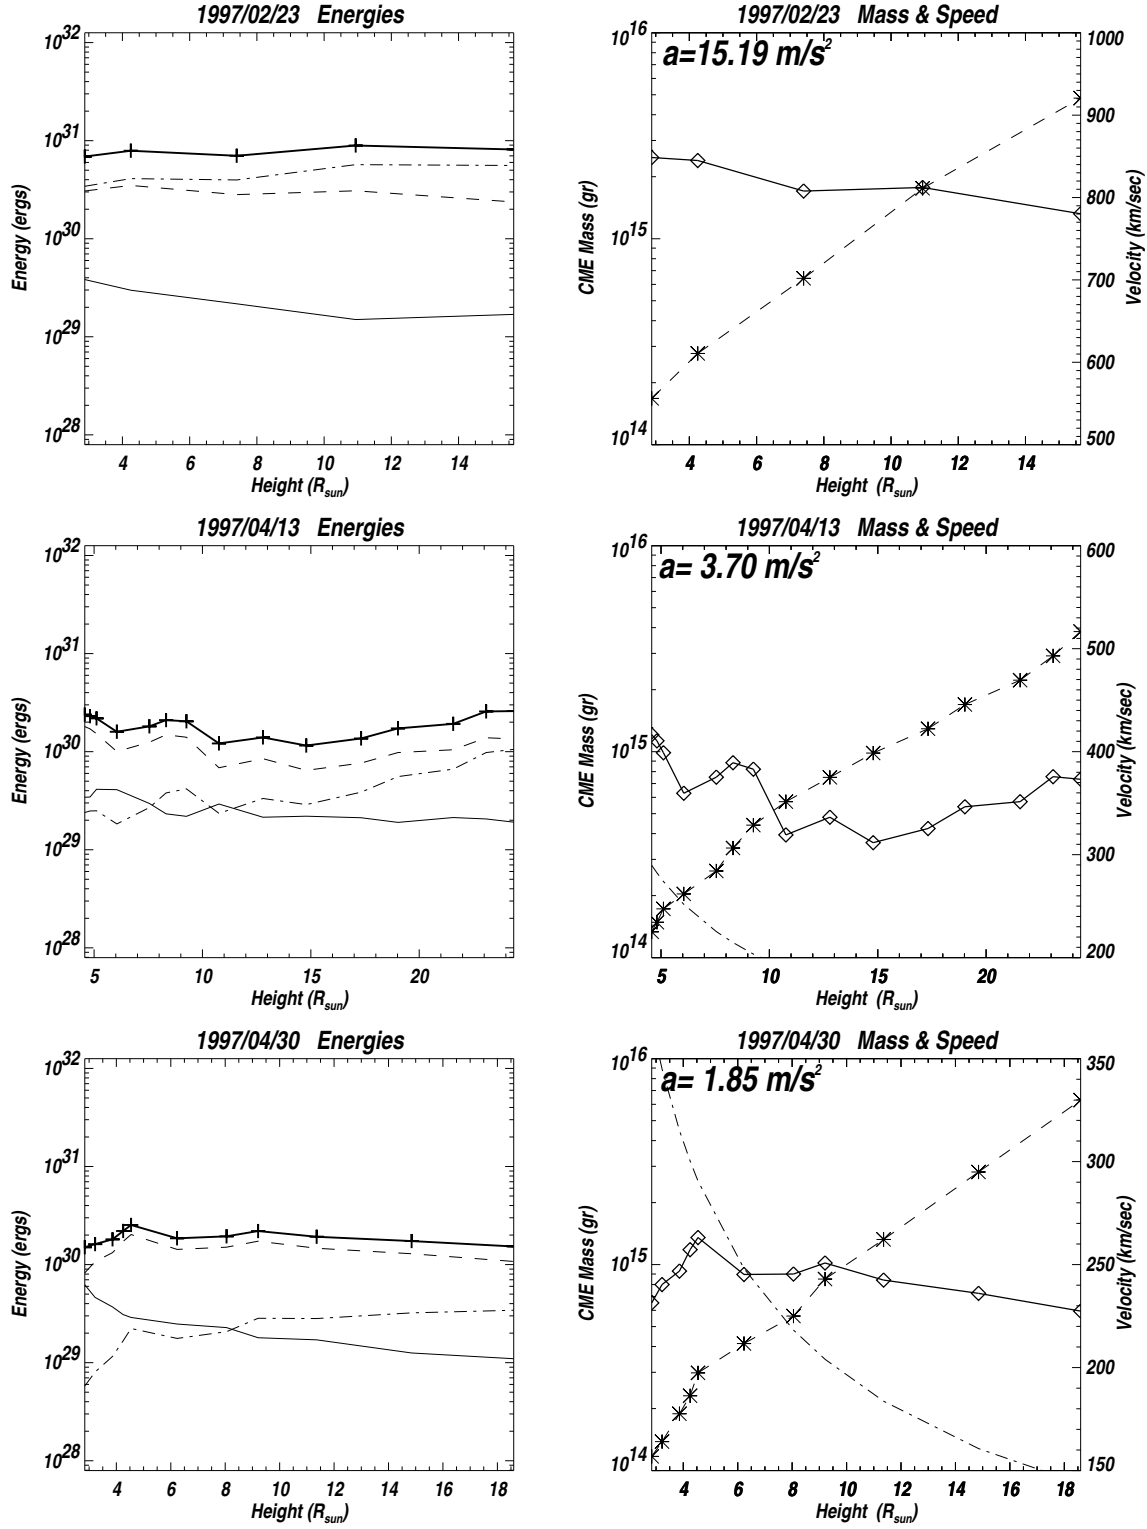 1997/02/23 Energies
10^32
10^31
10^30
10^29
10^28
Energy (ergs)
4 6 8 10 12 14
Height (R_sun)
1997/02/23 Mass & Speed
a=15.19 m/s^2
10^16
10^15
10^14
CME Mass (gr)
1000
900
800
700
600
500
Velocity (km/sec)
4 6 8 10 12 14
Height (R_sun)
1997/04/13 Energies
10^32
10^31
10^30
10^29
10^28
Energy (ergs)
5 10 15 20
Height (R_sun)
1997/04/13 Mass & Speed
a= 3.70 m/s^2
10^16
10^15
10^14
CME Mass (gr)
600
500
400
300
200
Velocity (km/sec)
5 10 15 20
Height (R_sun)
1997/04/30 Energies
10^32
10^31
10^30
10^29
10^28
Energy (ergs)
4 6 8 10 12 14 16 18
Height (R_sun)
1997/04/30 Mass & Speed
a= 1.85 m/s^2
10^16
10^15
10^14
CME Mass (gr)
350
300
250
200
150
Velocity (km/sec)
4 6 8 10 12 14 16 18
Height (R_sun)